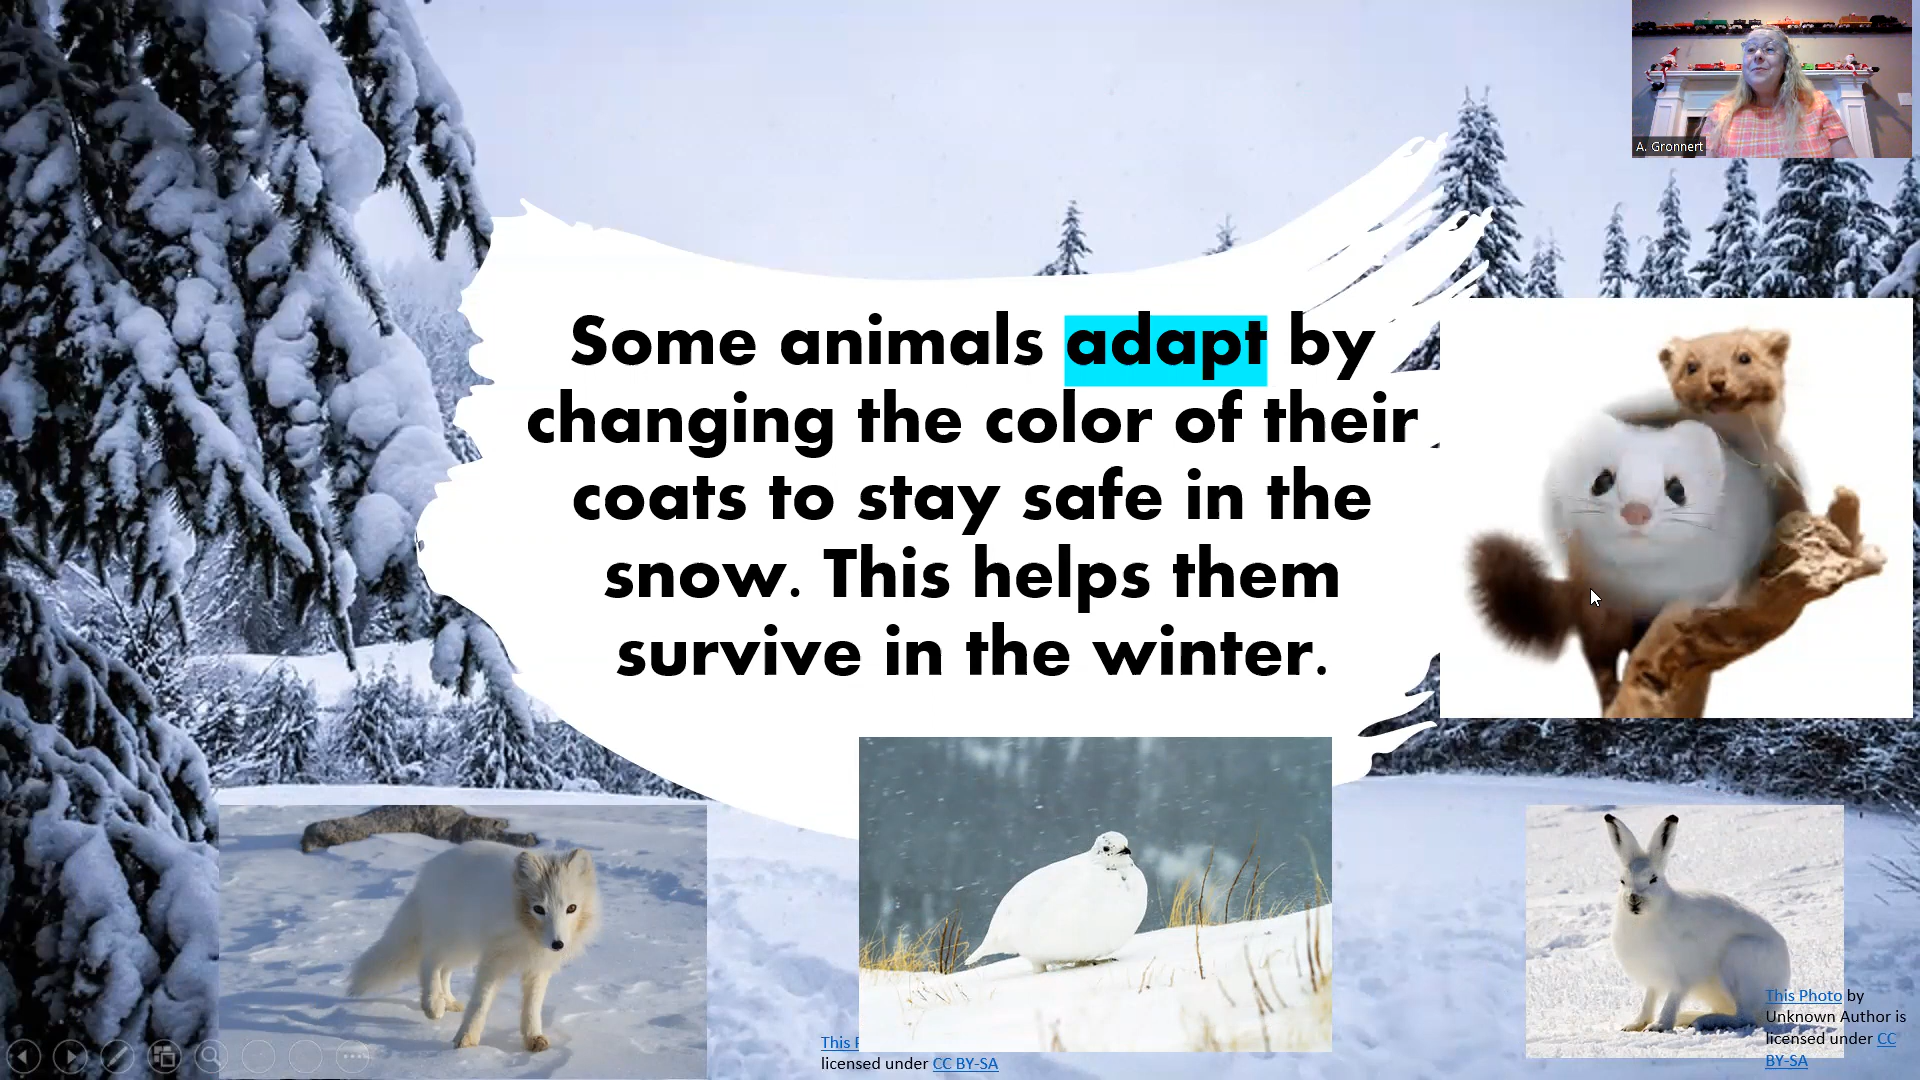 A. Gronnert
Some animals adapt by
changing the color of their
coats to stay safe in the
snow. This helps them
survive in the winter.
This
licensed under CC BY-SA
This Photo by
Unknown Author is
licensed under CC
BY-SA